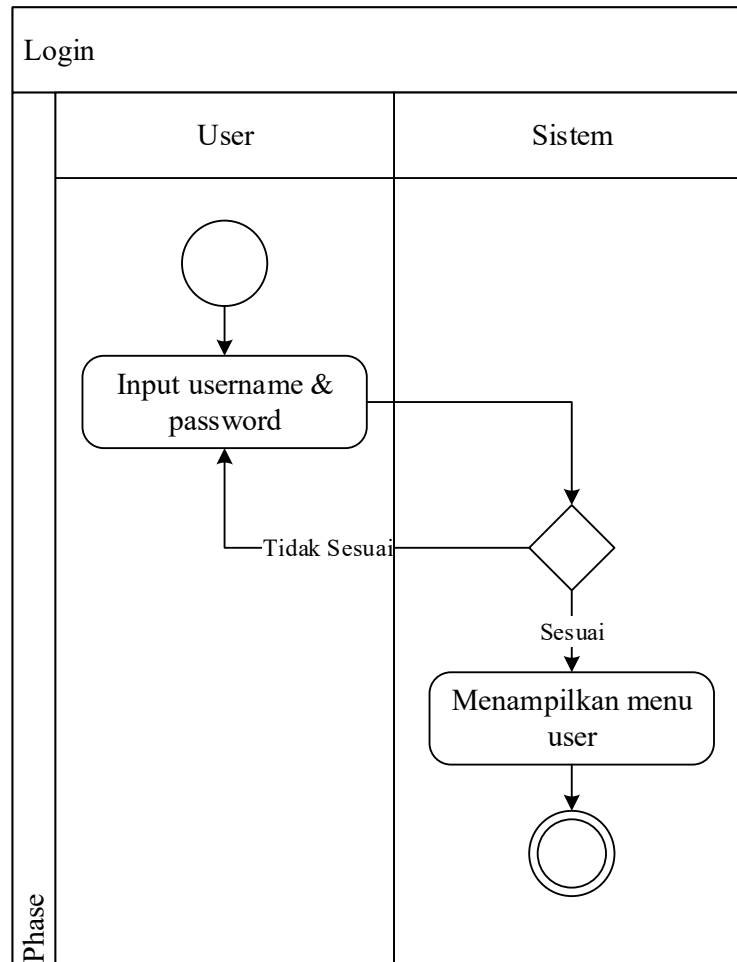 Login
User
Sistem
Input username &
password
Tidak Sesuai
Sesuai
Menampilkan menu
user
Phase